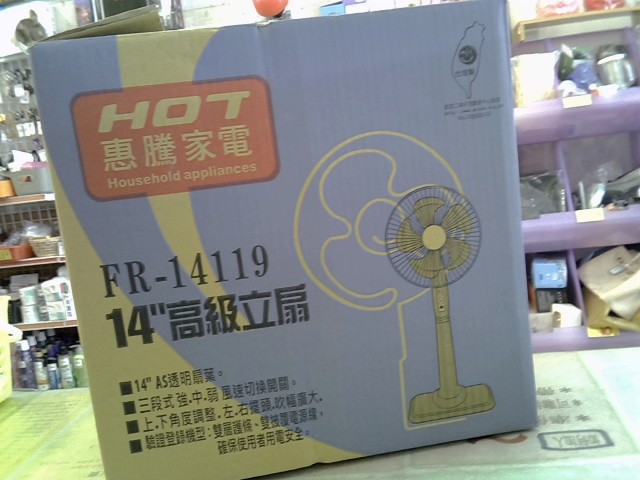 HOT
惠騰家電
Household appliances
FR-14119
14"高級立扇
■14" AS透明扇葉。
■三段式 強.中.弱 風速切換開關。
■上.下角度調整.左.右擺頭.吹幅廣大.
■驗證登錄機型:雙層護條、雙被覆電源線,
確保使用者用電安全。
台灣製